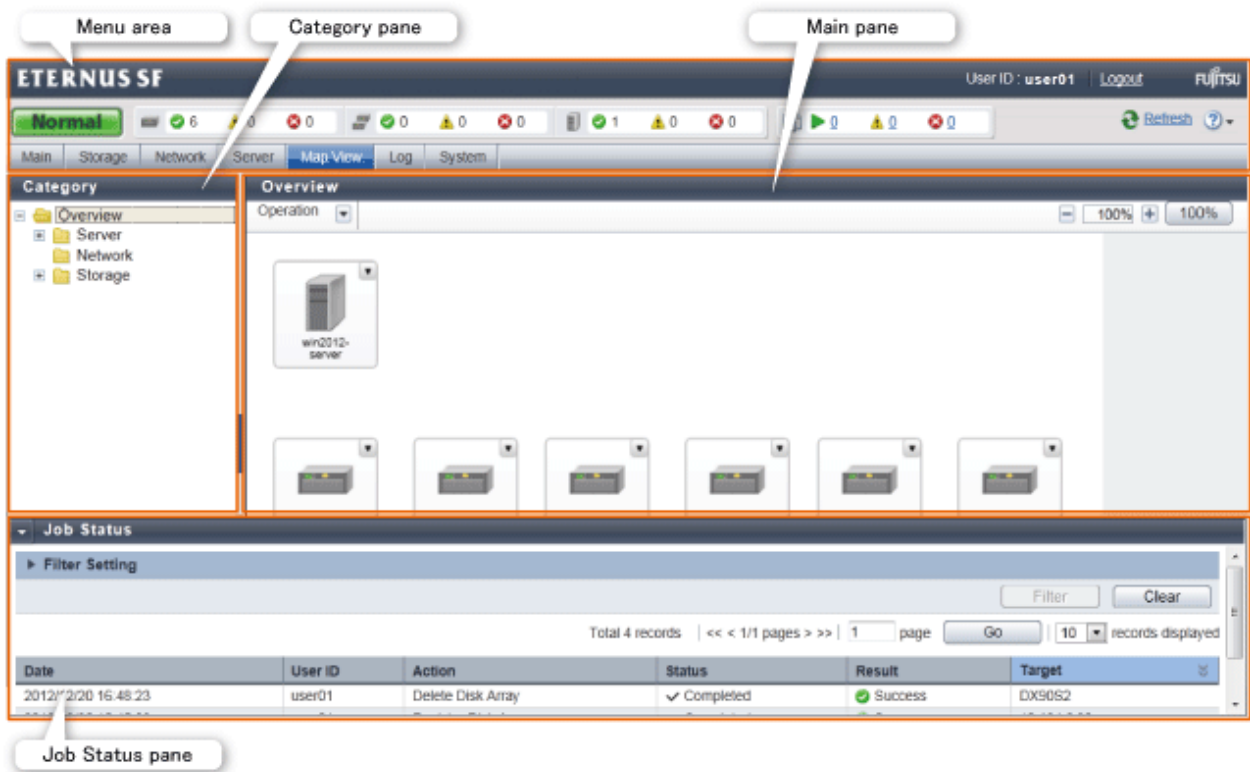 Menu area
Category pane
Main pane
ETERNUS SF
User ID : user01
Logout
FUJITSU
Normal
6 0 0
0 0 0
1 0 0
0 0 0
Refresh
Main Storage Network Server Map View Log System
Category
Overview
Server
Network
Storage
Overview
Operation
100%
100%
win2012-
server
Job Status
Filter Setting
Filter
Clear
Total 4 records | << < 1/1 pages > >> | 1 page Go | 10 records displayed
Date User ID Action Status Result Target
16:48:23 user01 Delete Disk Array Completed Success DX90S2
Job Status pane